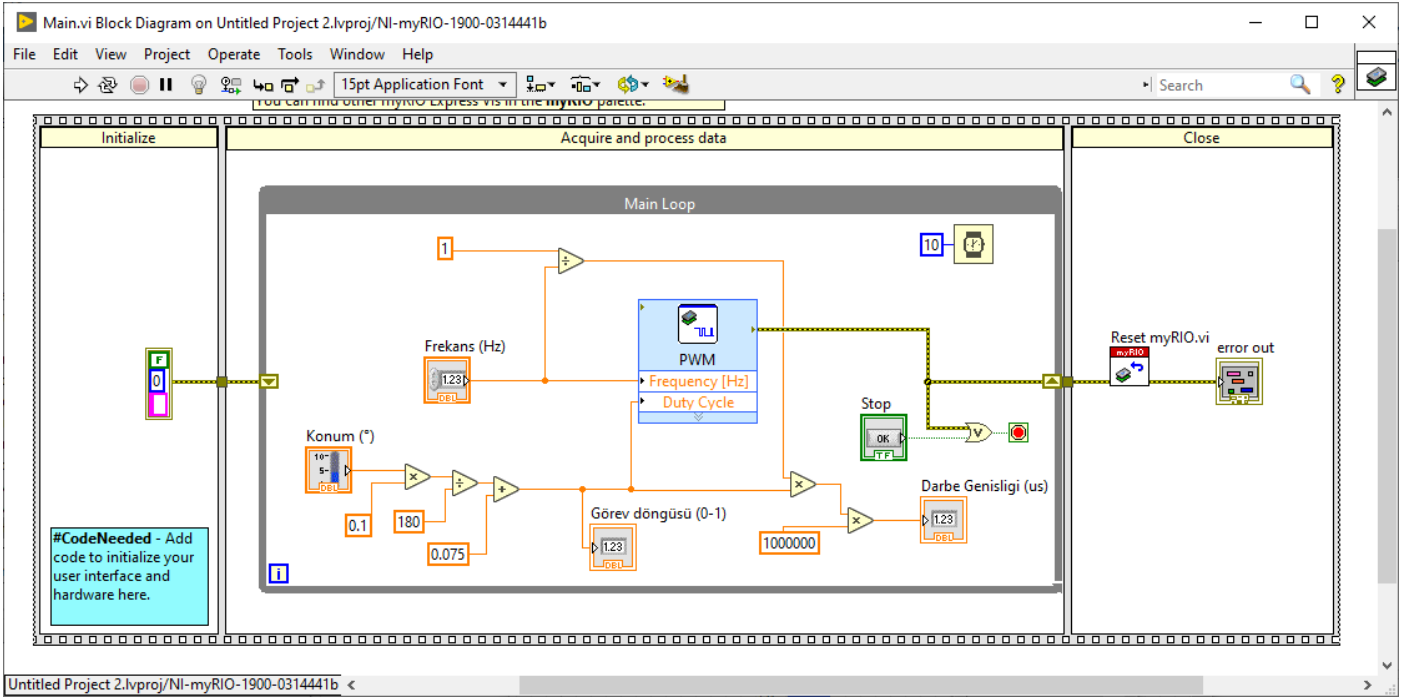 Main.vi Block Diagram on Untitled Project 2.lvproj/NI-myRIO-1900-0314441b
File Edit View Project Operate Tools Window Help
15pt Application Font
Search
You can find other myRIO Express VIs in the myRIO palette.
Initialize
Acquire and process data
Close
Main Loop
1
10
Frekans (Hz)
1.23
DBL
PWM
Frequency [Hz]
Duty Cycle
F
0
Reset myRIO.vi
myRIO
error out
Stop
OK
TF
Konum (°)
10-
5-
DBL
0.1
180
0.075
Görev döngüsü (0-1)
1.23
DBL
1000000
Darbe Genisligi (us)
1.23
DBL
#CodeNeeded - Add
code to initialize your
user interface and
hardware here.
i
Untitled Project 2.lvproj/NI-myRIO-1900-0314441b